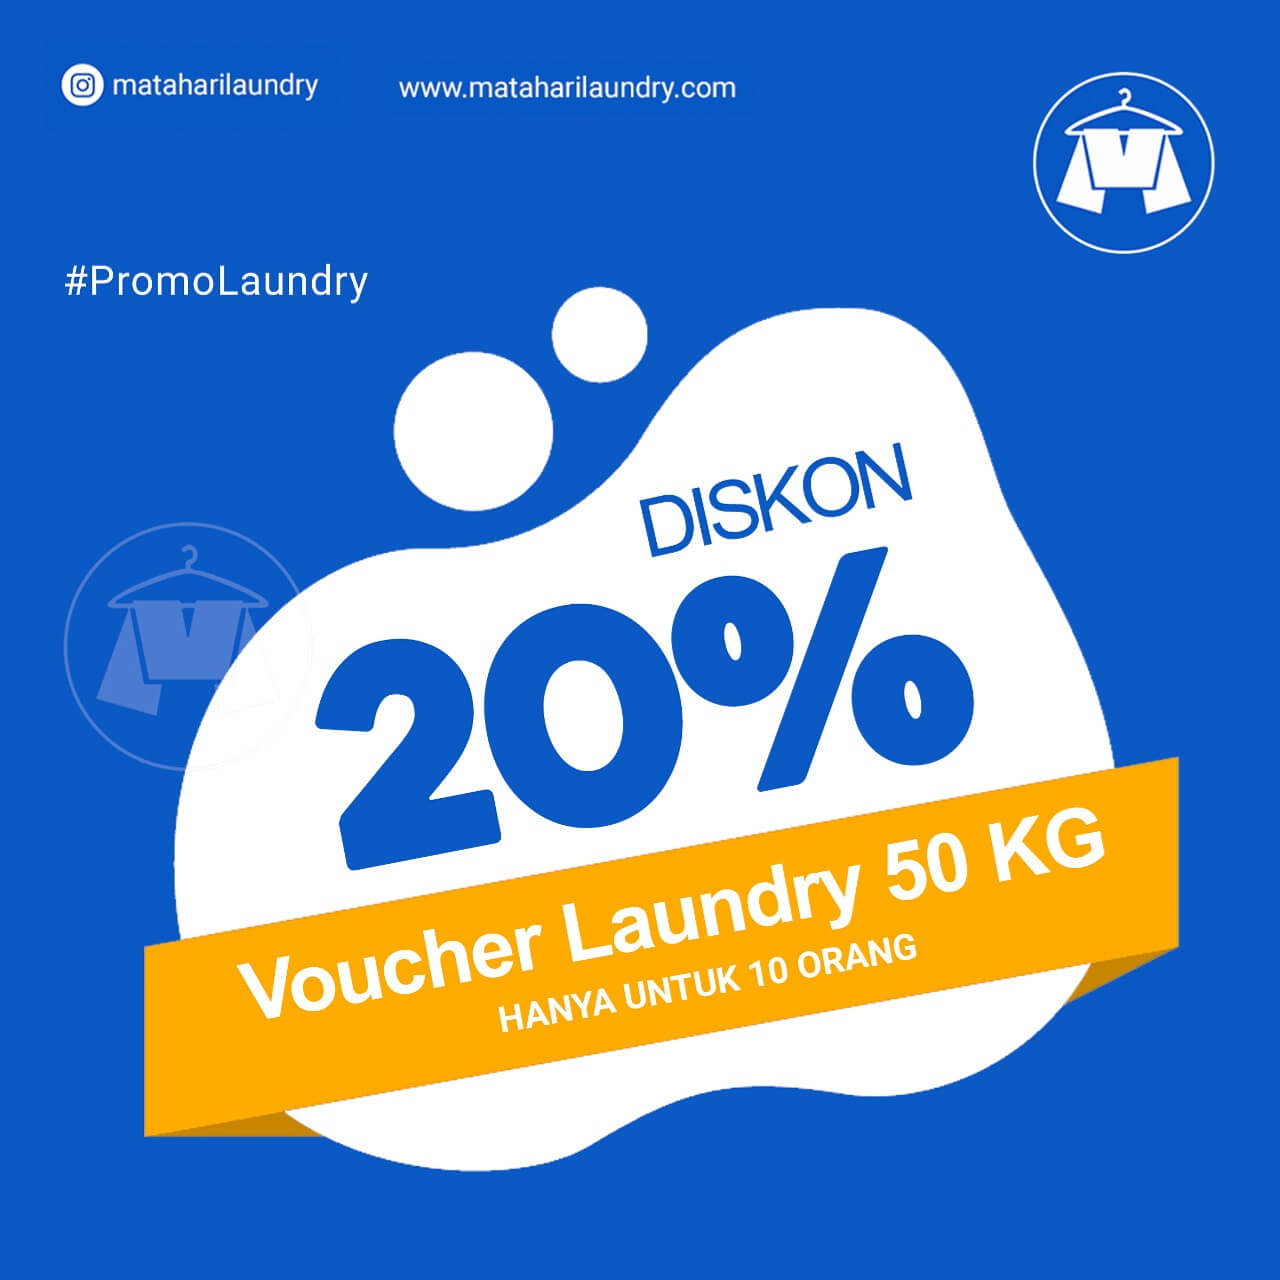 mataharilaundry
www.mataharilaundry.com
#PromoLaundry
DISKON
20%
Voucher Laundry 50 KG
HANYA UNTUK 10 ORANG